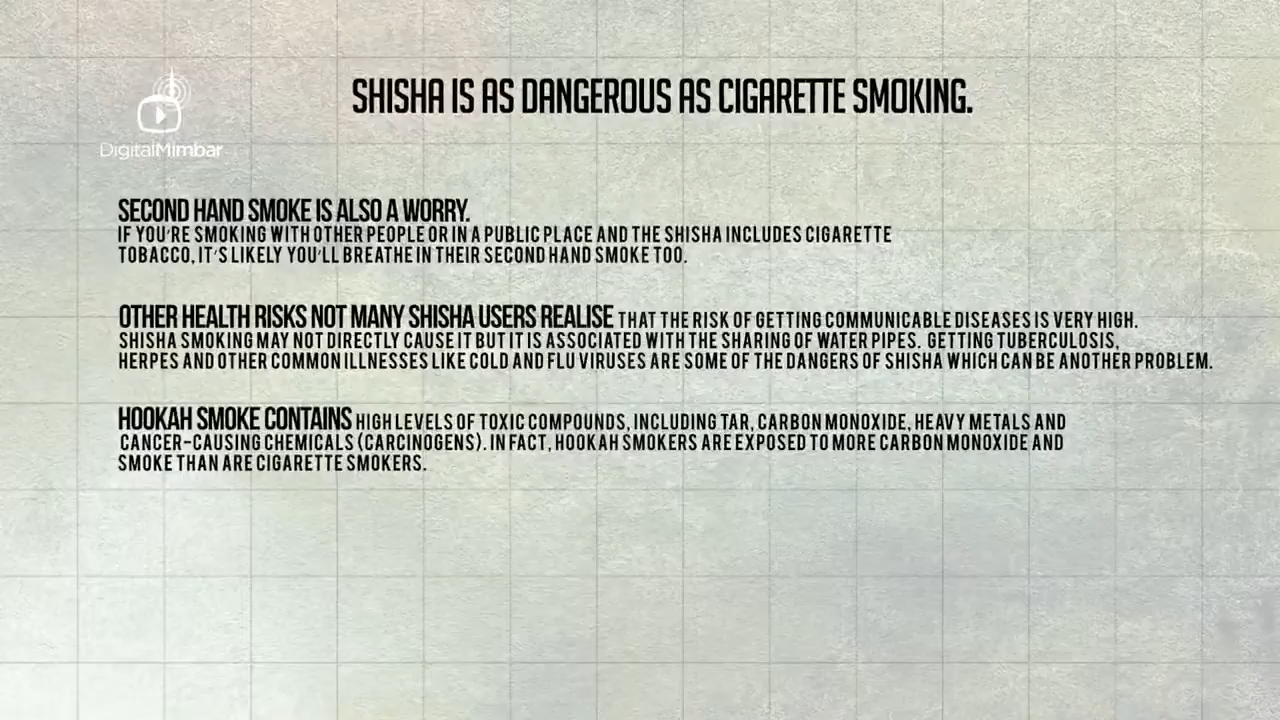 SHISHA IS AS DANGEROUS AS CIGARETTE SMOKING.
DigitalMimbar
SECOND HAND SMOKE IS ALSO A WORRY.
IF YOU'RE SMOKING WITH OTHER PEOPLE OR IN A PUBLIC PLACE AND THE SHISHA INCLUDES CIGARETTE
TOBACCO, IT'S LIKELY YOU'LL BREATHE IN THEIR SECOND HAND SMOKE TOO.
OTHER HEALTH RISKS NOT MANY SHISHA USERS REALISE THAT THE RISK OF GETTING COMMUNICABLE DISEASES IS VERY HIGH.
SHISHA SMOKING MAY NOT DIRECTLY CAUSE IT BUT IT IS ASSOCIATED WITH THE SHARING OF WATER PIPES. GETTING TUBERCULOSIS,
HERPES AND OTHER COMMON ILLNESSES LIKE COLD AND FLU VIRUSES ARE SOME OF THE DANGERS OF SHISHA WHICH CAN BE ANOTHER PROBLEM.
HOOKAH SMOKE CONTAINS HIGH LEVELS OF TOXIC COMPOUNDS, INCLUDING TAR, CARBON MONOXIDE, HEAVY METALS AND
CANCER-CAUSING CHEMICALS (CARCINOGENS). IN FACT, HOOKAH SMOKERS ARE EXPOSED TO MORE CARBON MONOXIDE AND
SMOKE THAN ARE CIGARETTE SMOKERS.